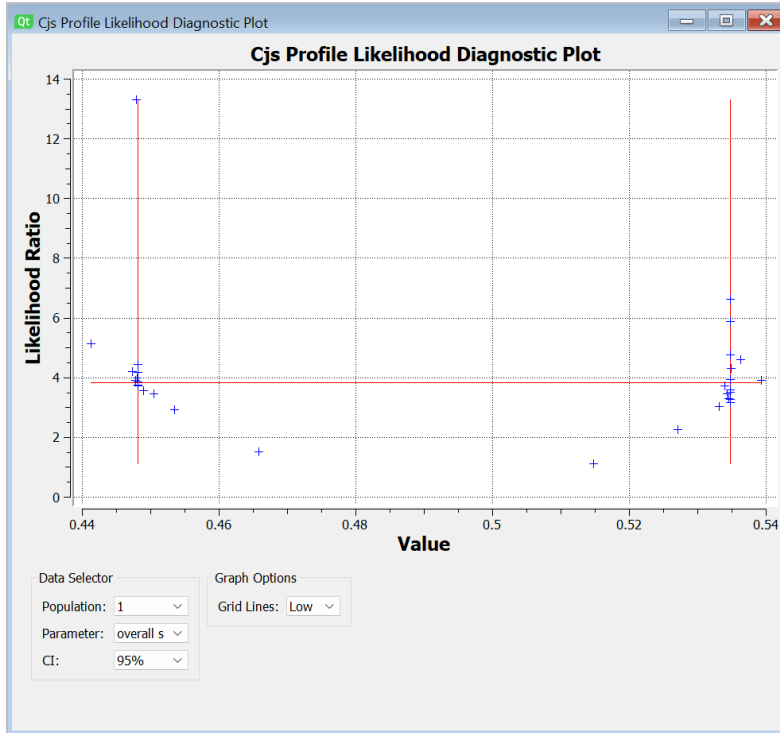 Qt Cjs Profile Likelihood Diagnostic Plot
Cjs Profile Likelihood Diagnostic Plot
14
12
10
8
6
4
2
0
Likelihood Ratio
0.44 0.46 0.48 0.5 0.52 0.54
Value
Data Selector
Population: 1
Parameter: overall s
CI: 95%
Graph Options
Grid Lines: Low